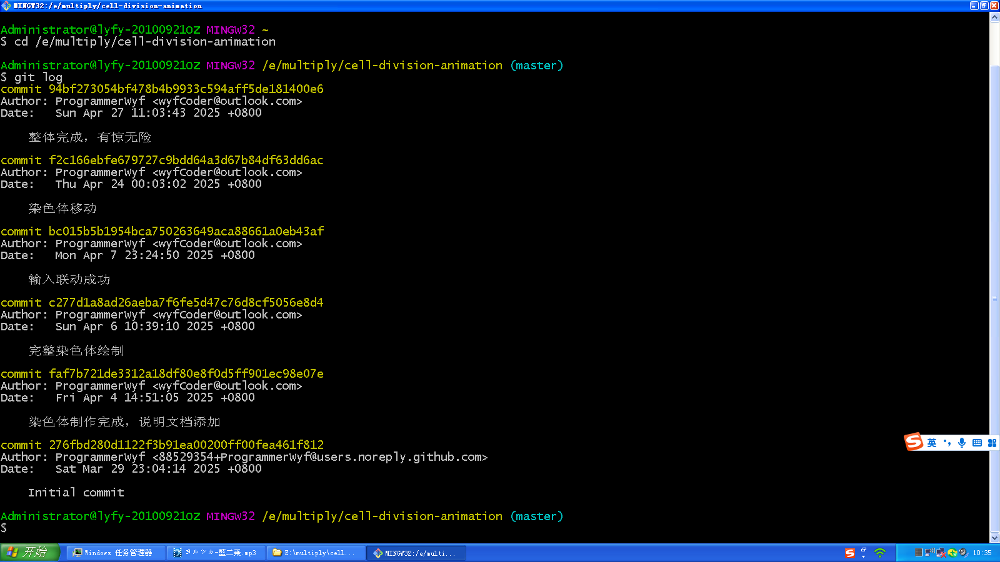 MINGW32:/e/multiply/cell-division-animation
Administrator@lyfy-20100921OZ MINGW32 ~
$ cd /e/multiply/cell-division-animation
Administrator@lyfy-20100921OZ MINGW32 /e/multiply/cell-division-animation (master)
$ git log
commit 94bf273054bf478b4b9933c594aff5de181400e6
Author: ProgrammerWyf <wyfCoder@outlook.com>
Date:   Sun Apr 27 11:03:43 2025 +0800
整体完成，有惊无险
commit f2c166ebfe679727c9bdd64a3d67b84df63dd6ac
Author: ProgrammerWyf <wyfCoder@outlook.com>
Date:   Thu Apr 24 00:03:02 2025 +0800
染色体移动
commit bc015b5b1954bca750263649aca88661a0eb43af
Author: ProgrammerWyf <wyfCoder@outlook.com>
Date:   Mon Apr 7 23:24:50 2025 +0800
输入联动成功
commit c277d1a8ad26aeba7f6fe5d47c76d8cf5056e8d4
Author: ProgrammerWyf <wyfCoder@outlook.com>
Date:   Sun Apr 6 10:39:10 2025 +0800
完整染色体绘制
commit faf7b721de3312a18df80e8f0d5ff901ec98e07e
Author: ProgrammerWyf <wyfCoder@outlook.com>
Date:   Fri Apr 4 14:51:05 2025 +0800
染色体制作完成，说明文档添加
commit 276fbd280d1122f3b91ea00200ff00fea461f812
Author: ProgrammerWyf <88529354+ProgrammerWyf@users.noreply.github.com>
Date:   Sat Mar 29 23:04:14 2025 +0800
Initial commit
Administrator@lyfy-20100921OZ MINGW32 /e/multiply/cell-division-animation (master)
$
S 英
开始 Windows 任务管理器 ヨルシカ-藍二乗.mp3 E:\multiply\cell... MINGW32:/e/multi... S 10:35